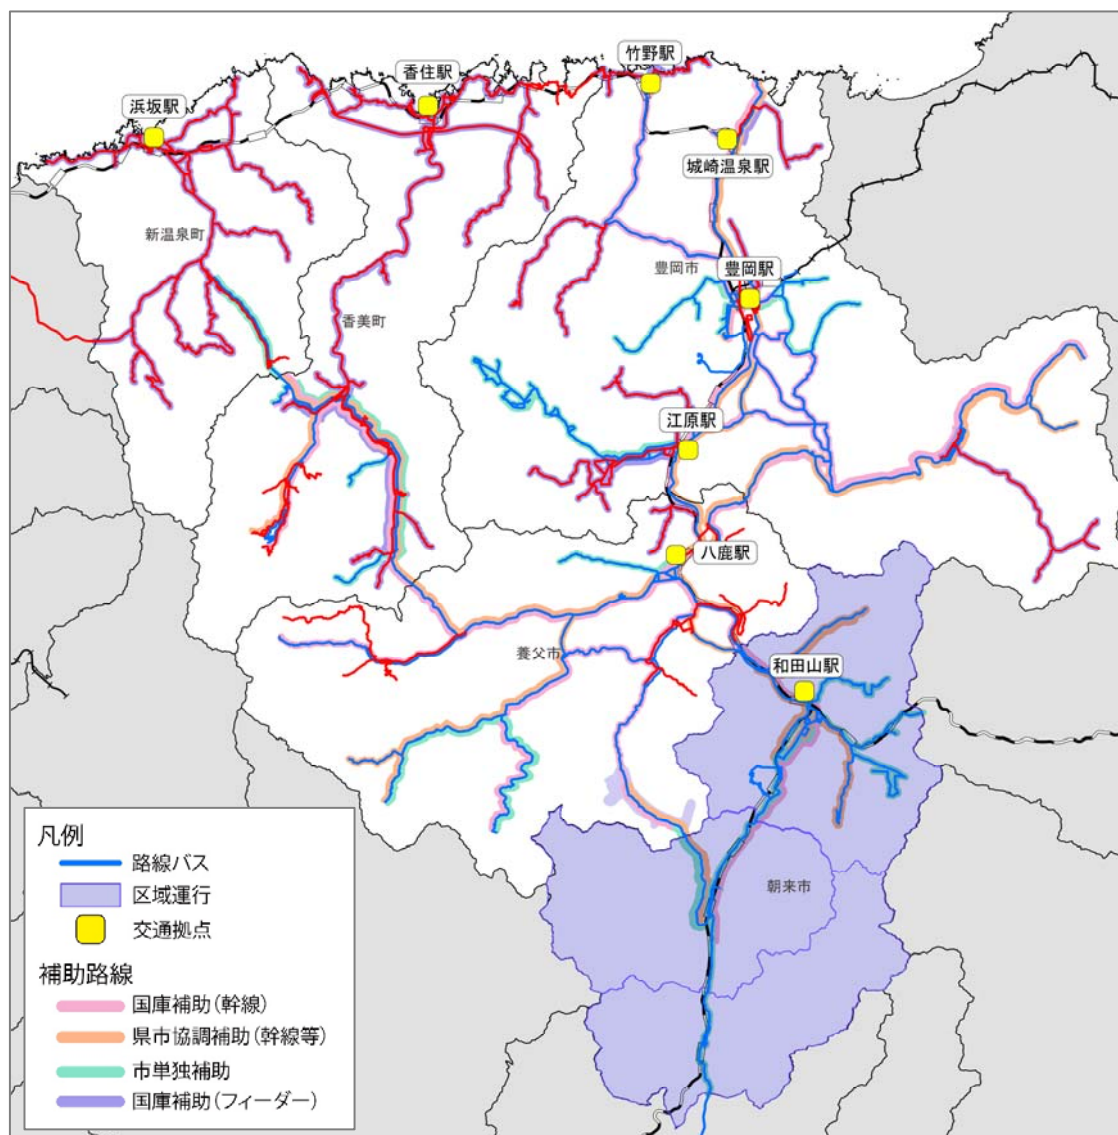 竹野駅
香住駅
浜坂駅
城崎温泉駅
新温泉町
豊岡市
豊岡駅
香美町
江原駅
八鹿駅
養父市
和田山駅
朝来市
凡例
路線バス
区域運行
交通拠点
補助路線
国庫補助(幹線)
県市協調補助(幹線等)
市単独補助
国庫補助(フィーダー)